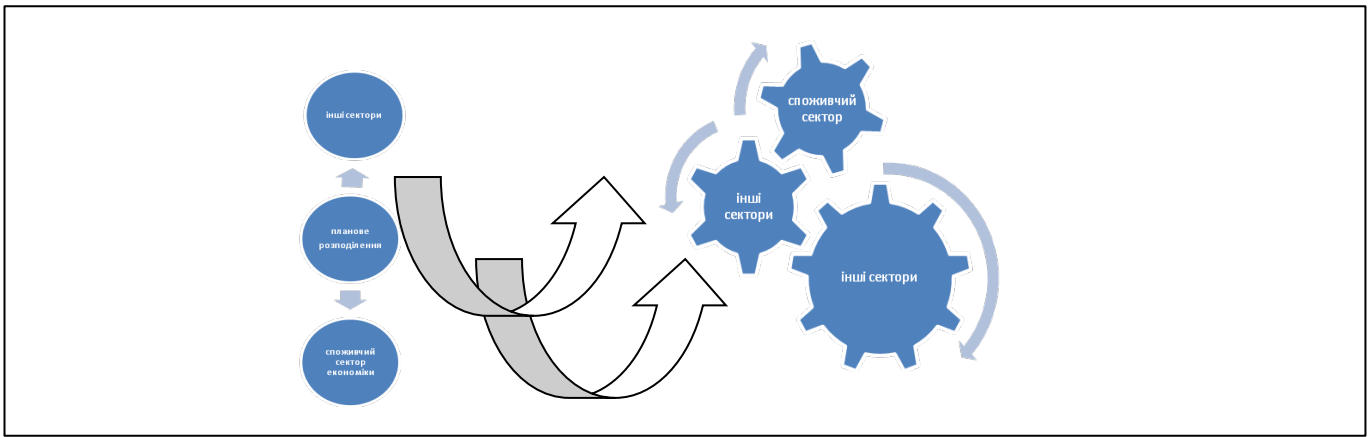 інші сектори
планове
розподілення
споживчий
сектор
економіки
споживчий
сектор
інші
сектори
інші сектори